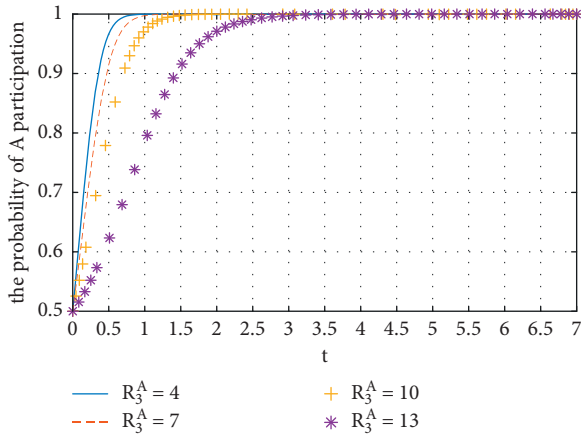 the probability of A participation
1
0.9
0.8
0.7
0.6
0.5
0 0.5 1 1.5 2 2.5 3 3.5 4 4.5 5 5.5 6 6.5 7
t
R₃ᴬ = 4
R₃ᴬ = 7
R₃ᴬ = 10
R₃ᴬ = 13